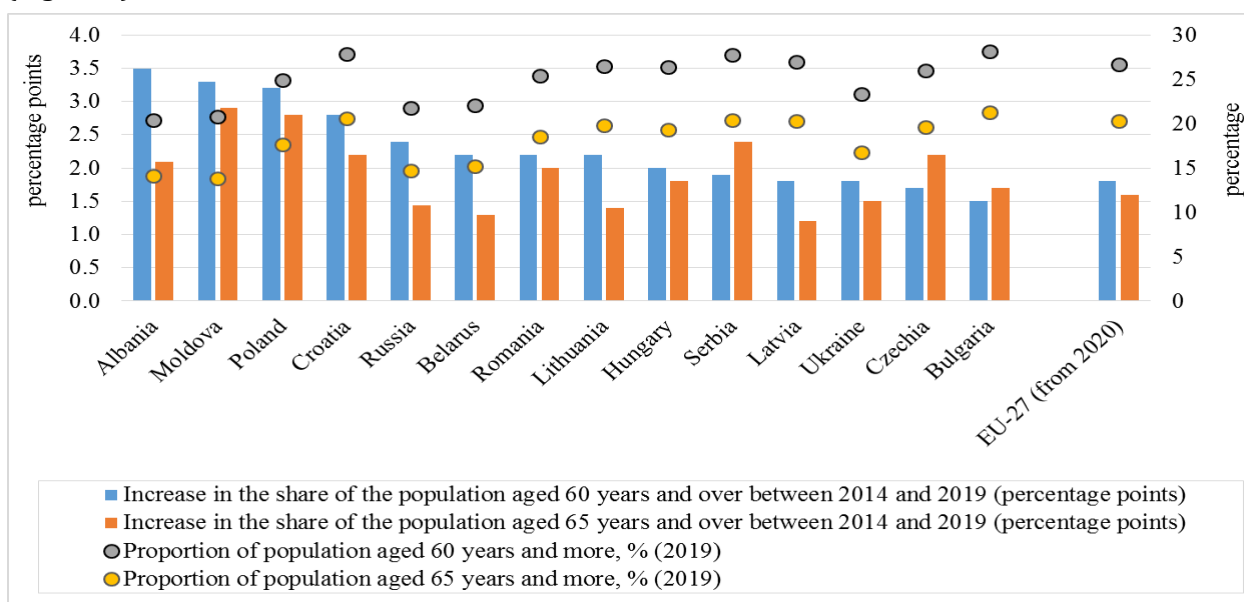 4.0
3.5
3.0
2.5
2.0
1.5
1.0
0.5
0.0
percentage points
30
25
20
15
10
5
0
percentage
Albania
Moldova
Poland
Croatia
Russia
Belarus
Romania
Lithuania
Hungary
Serbia
Latvia
Ukraine
Czechia
Bulgaria
EU-27 (from 2020)
Increase in the share of the population aged 60 years and over between 2014 and 2019 (percentage points)
Increase in the share of the population aged 65 years and over between 2014 and 2019 (percentage points)
Proportion of population aged 60 years and more, % (2019)
Proportion of population aged 65 years and more, % (2019)